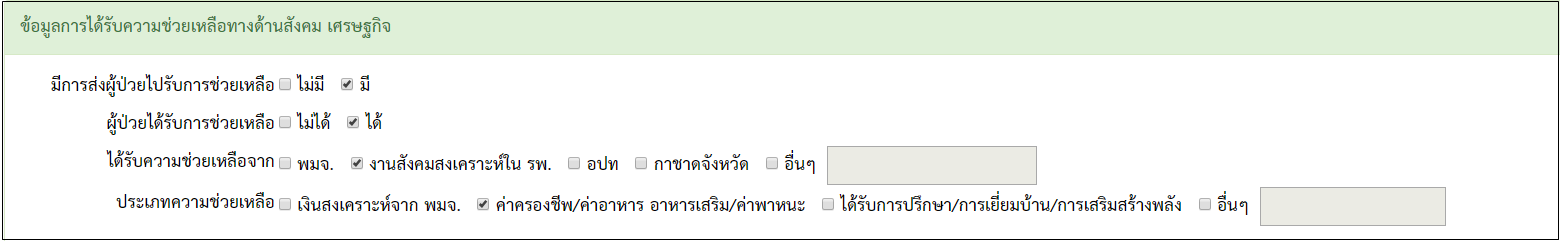 ข้อมูลการได้รับความช่วยเหลือทางด้านสังคม เศรษฐกิจ
มีการส่งผู้ป่วยไปรับการช่วยเหลือ ไม่มี มี
ผู้ป่วยได้รับการช่วยเหลือ ไม่ได้ ได้
ได้รับความช่วยเหลือจาก พมจ. งานสังคมสงเคราะห์ใน รพ. อปท กาชาดจังหวัด อื่นๆ
ประเภทความช่วยเหลือ เงินสงเคราะห์จาก พมจ. ค่าครองชีพ/ค่าอาหาร อาหารเสริม/ค่าพาหนะ ได้รับการปรึกษา/การเยี่ยมบ้าน/การเสริมสร้างพลัง อื่นๆ